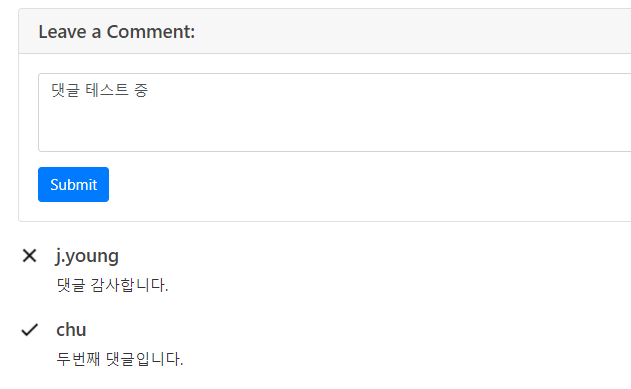 Leave a Comment:
댓글 테스트 중
Submit
j.young
댓글 감사합니다.
chu
두번째 댓글입니다.